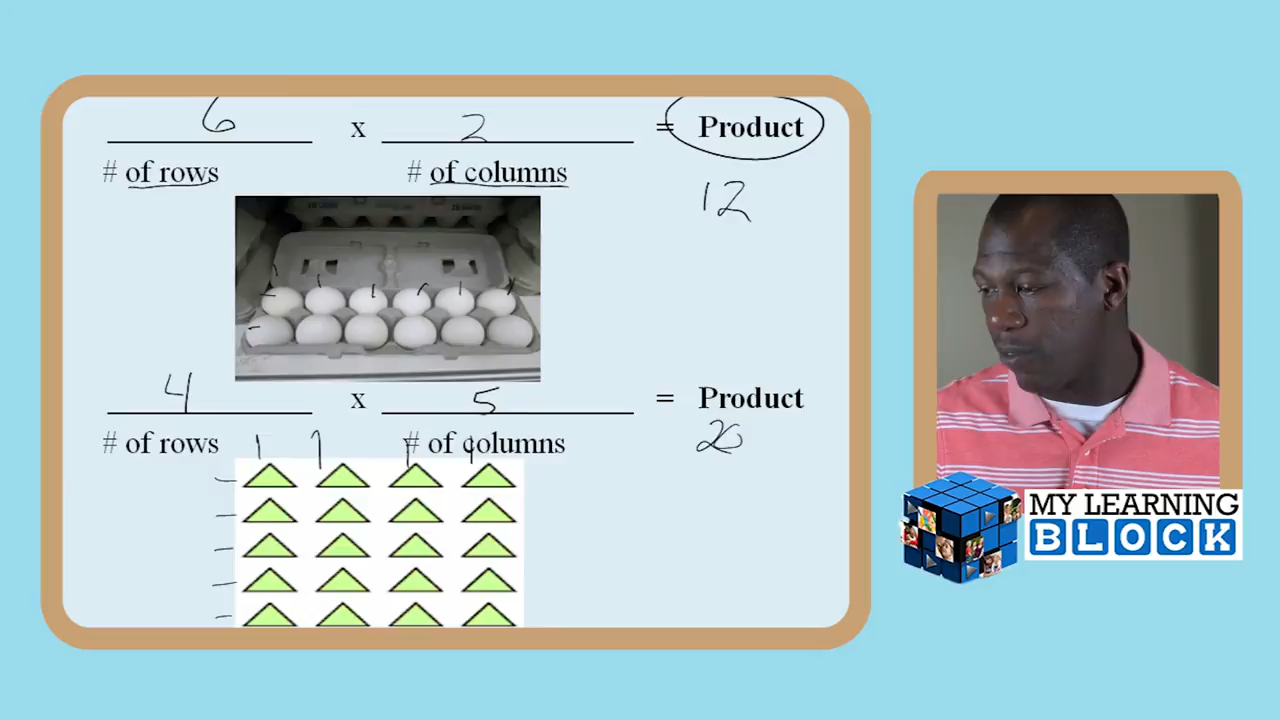 6 x 2 = Product
# of rows # of columns
12
4 x 5 = Product
# of rows # of columns
20
MY LEARNING
BLOCK